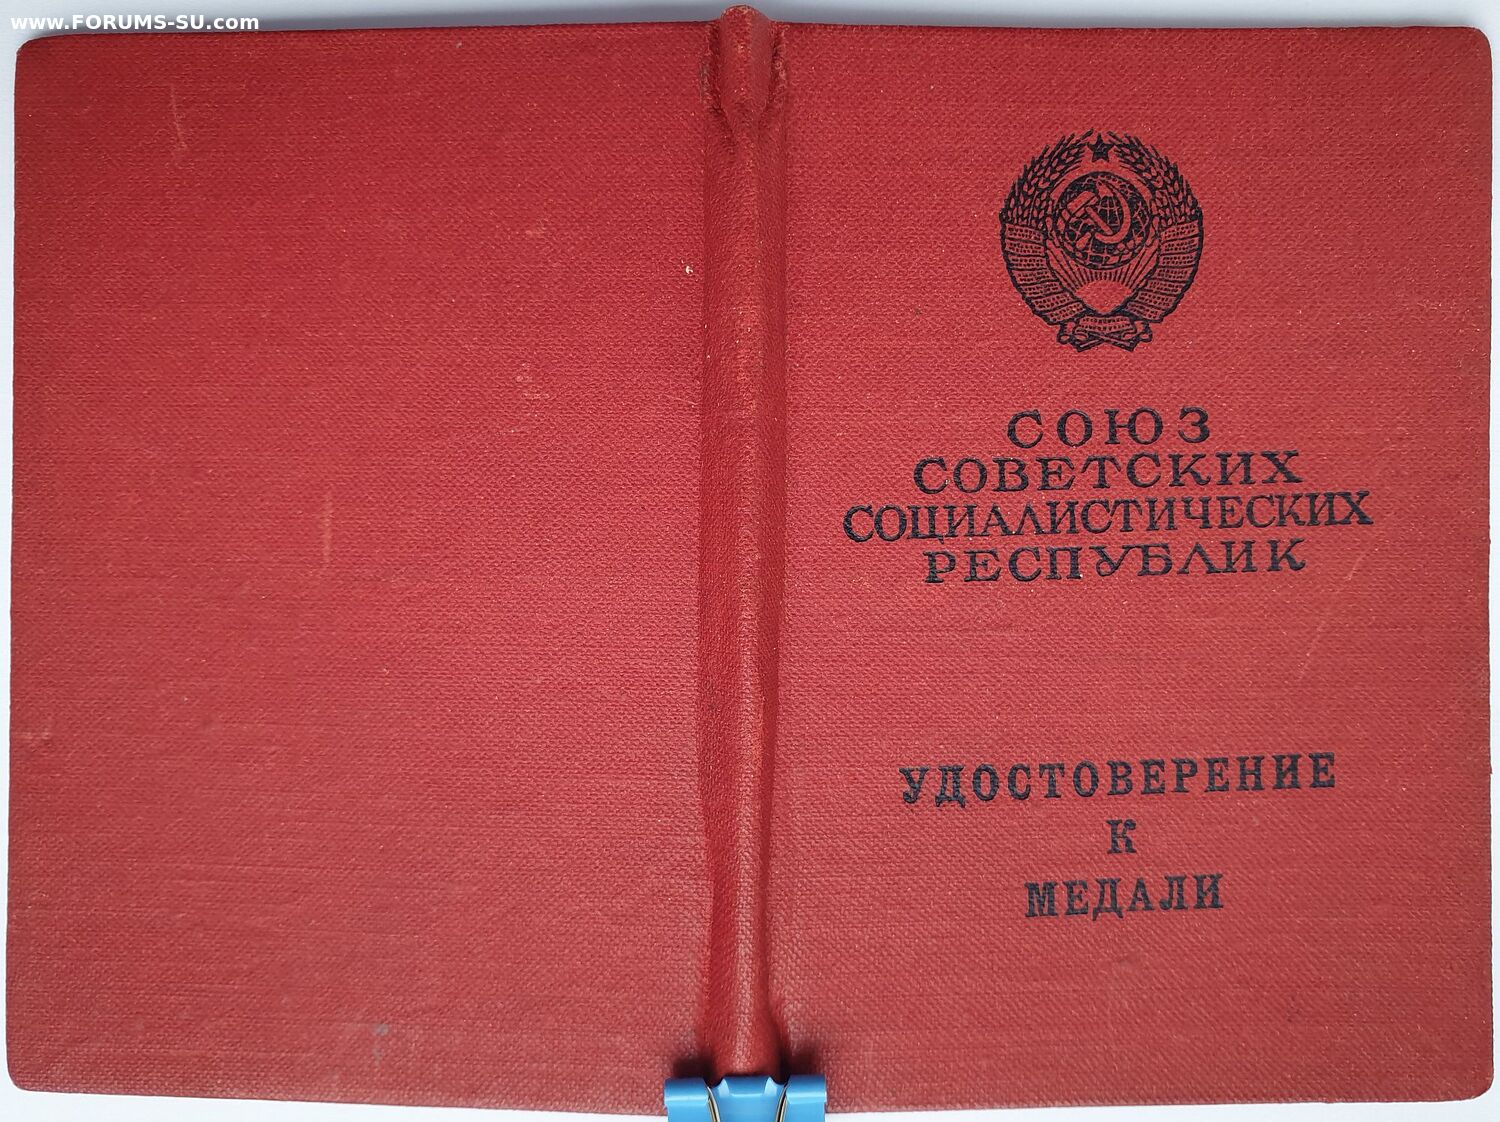 www.FORUMS-SU.com
СОЮЗ
СОВЕТСКИХ
СОЦИАЛИСТИЧЕСКИХ
РЕСПУБЛИК
УДОСТОВЕРЕНИЕ
К
МЕДАЛИ